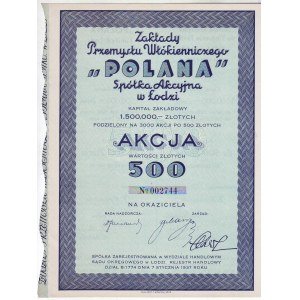 Zakłady
Przemysłu Włókienniczego
„POLANA"
Spółka Akcyjna
w Łodzi
KAPITAŁ ZAKŁADOWY
1.500,000,— ZŁOTYCH
PODZIELONY NA 3000 AKCJI PO 500 ZŁOTYCH
AKCJA
WARTOŚCI ZŁOTYCH
500
No 002744
NA OKAZICIELA
RADA NADZORCZA: ZARZĄD:
SPÓŁKA ZAREJESTROWANA W WYDZIALE HANDLOWYM
SĄDU OKRĘGOWEGO W ŁODZI, REJESTR HANDLOWY
DZIAŁ B 1774 DNIA 7 STYCZNIA 1937 ROKU